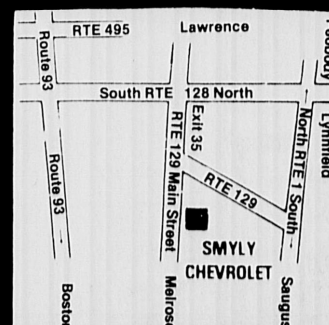 RTE 495
Lawrence
Route 93
Peabody
South RTE 128 North
Lynnfield
Exit 35
North RTE 1 South→
RTE 129 Main Street
RTE 129
Route 93 →
SMYLY
CHEVROLET
Melrose
Saugus